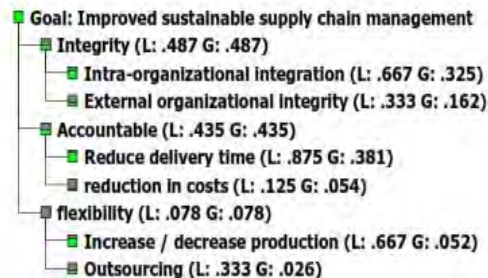 Goal: Improved sustainable supply chain management
Integrity (L: .487 G: .487)
Intra-organizational integration (L: .667 G: .325)
External organizational integrity (L: .333 G: .162)
Accountable (L: .435 G: .435)
Reduce delivery time (L: .875 G: .381)
reduction in costs (L: .125 G: .054)
flexibility (L: .078 G: .078)
Increase / decrease production (L: .667 G: .052)
Outsourcing (L: .333 G: .026)